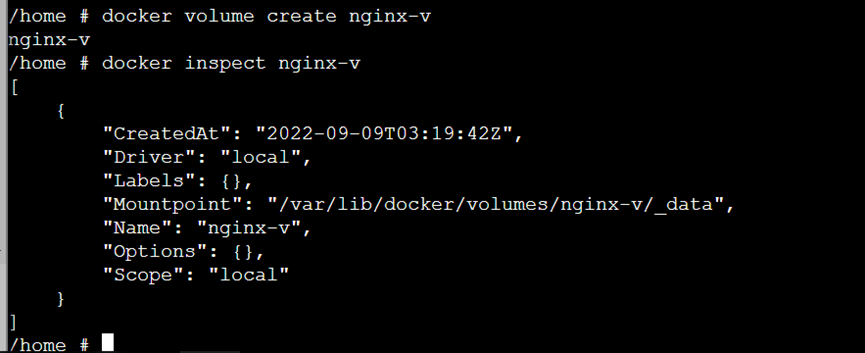 /home # docker volume create nginx-v
nginx-v
/home # docker inspect nginx-v
[
    {
        "CreatedAt": "2022-09-09T03:19:42Z",
        "Driver": "local",
        "Labels": {},
        "Mountpoint": "/var/lib/docker/volumes/nginx-v/_data",
        "Name": "nginx-v",
        "Options": {},
        "Scope": "local"
    }
]
/home #